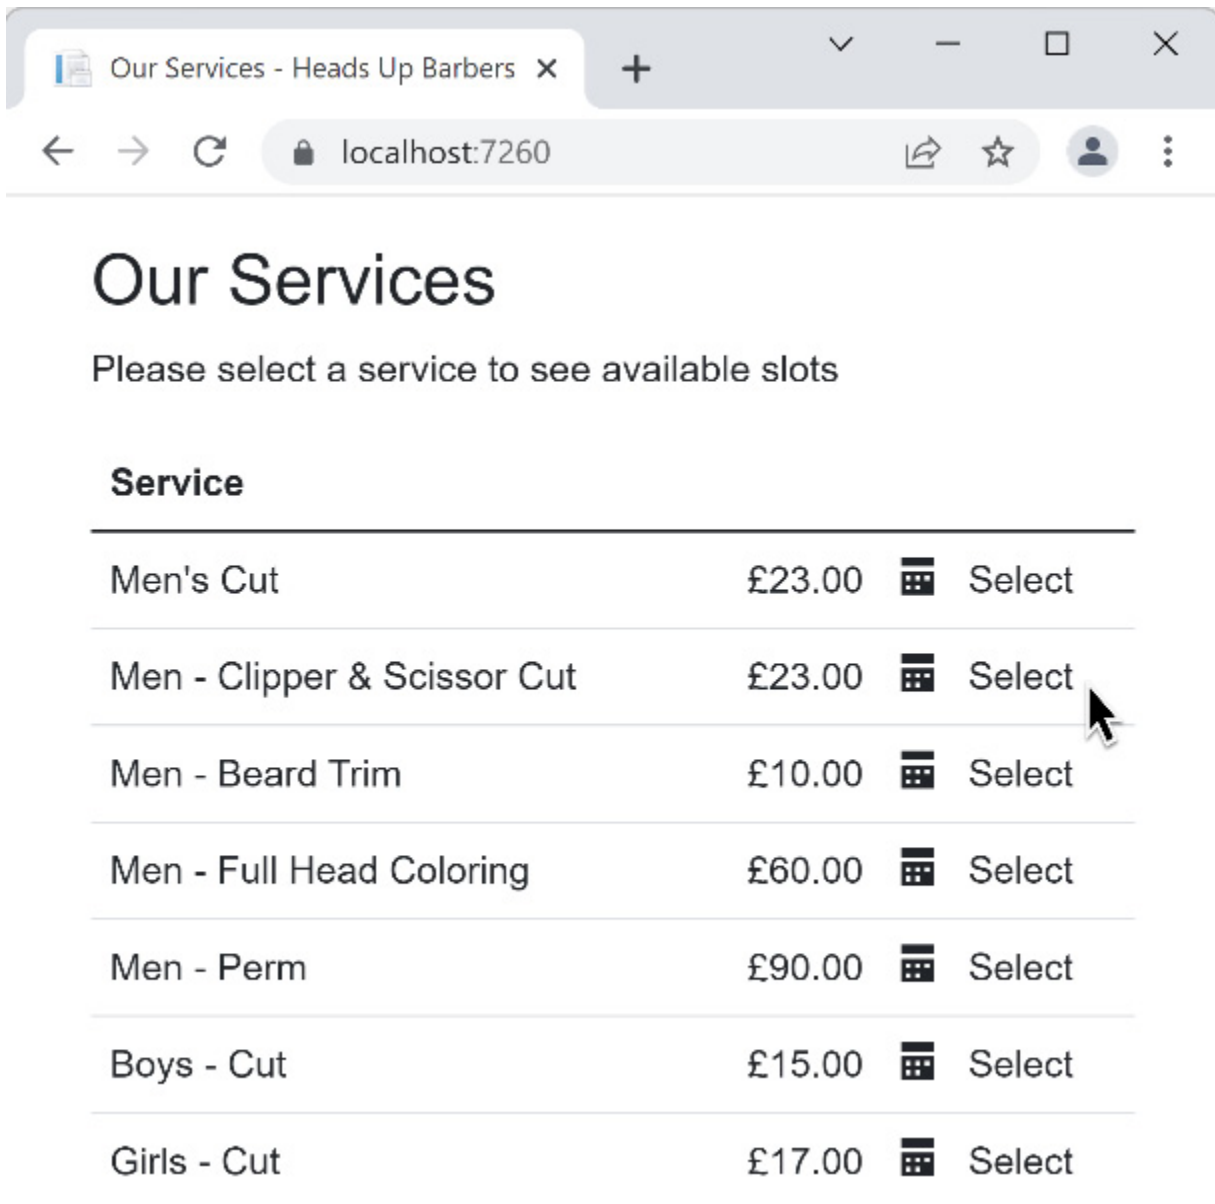 Our Services - Heads Up Barbers
localhost:7260
Our Services
Please select a service to see available slots
Service
Men's Cut £23.00 Select
Men - Clipper & Scissor Cut £23.00 Select
Men - Beard Trim £10.00 Select
Men - Full Head Coloring £60.00 Select
Men - Perm £90.00 Select
Boys - Cut £15.00 Select
Girls - Cut £17.00 Select